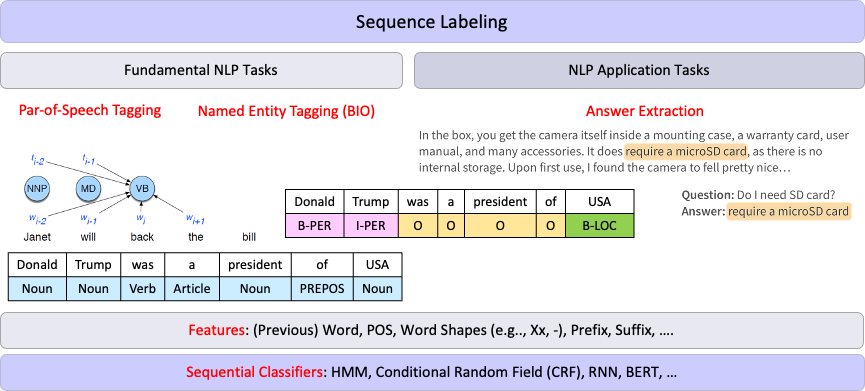 Sequence Labeling
Fundamental NLP Tasks
NLP Application Tasks
Par-of-Speech Tagging
Named Entity Tagging (BIO)
Answer Extraction
In the box, you get the camera itself inside a mounting case, a warranty card, user
manual, and many accessories. It does require a microSD card, as there is no
internal storage. Upon first use, I found the camera to fell pretty nice…
Question: Do I need SD card?
Answer: require a microSD card
t i-2 t i-1
NNP MD VB
w i-2 w i-1 w i w i+1
Janet will back the bill
Donald Trump was a president of USA
B-PER I-PER O O O O B-LOC
Donald Trump was a president of USA
Noun Noun Verb Article Noun PREPOS Noun
Features: (Previous) Word, POS, Word Shapes (e.g.., Xx, -), Prefix, Suffix, ….
Sequential Classifiers: HMM, Conditional Random Field (CRF), RNN, BERT, …